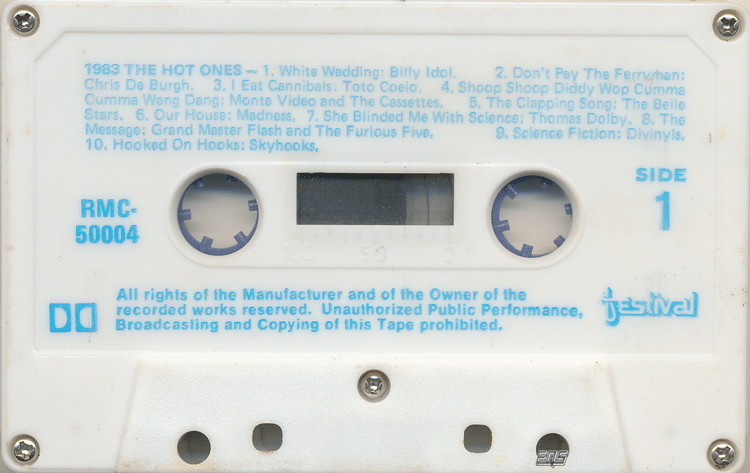 1983 THE HOT ONES — 1. White Wedding: Billy Idol. 2. Don't Pay The Ferryman:
Chris De Burgh. 3. I Eat Cannibals: Toto Coelo. 4. Shoop Shoop Diddy Wop Cumma
Cumma Wang Dang: Monte Video and The Cassettes. 5. The Clapping Song: The Belle
Stars. 6. Our House: Madness. 7. She Blinded Me With Science: Thomas Dolby. 8. The
Message: Grand Master Flash and The Furious Five. 9. Science Fiction: Divinyls.
10. Hooked On Hooks: Skyhooks.
SIDE
1
RMC-
50004
100 50 0
All rights of the Manufacturer and of the Owner of the
recorded works reserved. Unauthorized Public Performance,
Broadcasting and Copying of this Tape prohibited.
festival